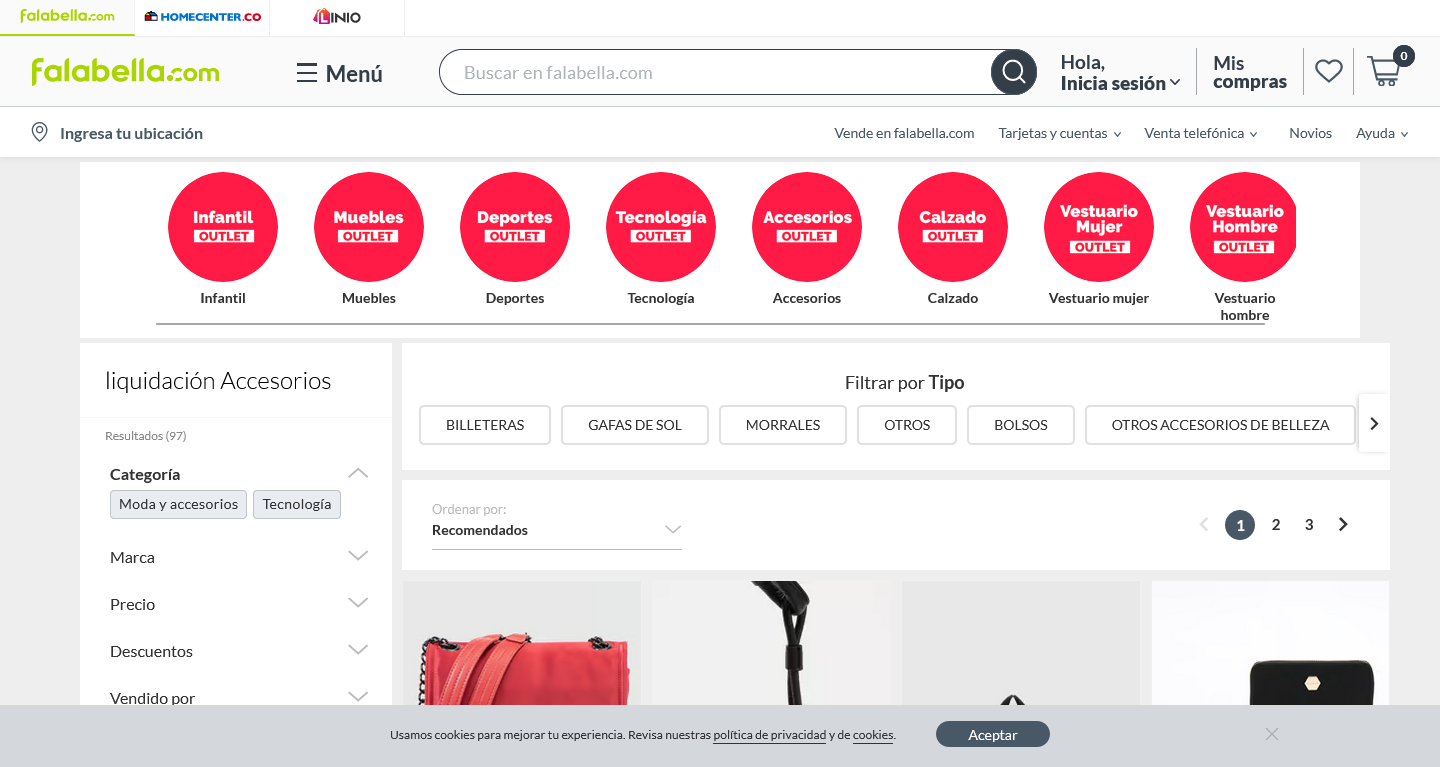 falabella.com
HOMECENTER.CO
LINIO
falabella.com
Menú
Buscar en falabella.com
Hola,
Inicia sesión
Mis
compras
0
Ingresa tu ubicación
Vende en falabella.com
Tarjetas y cuentas
Venta telefónica
Novios
Ayuda
Infantil
OUTLET
Muebles
OUTLET
Deportes
OUTLET
Tecnología
OUTLET
Accesorios
OUTLET
Calzado
OUTLET
Vestuario
Mujer
OUTLET
Vestuario
Hombre
OUTLET
Infantil
Muebles
Deportes
Tecnología
Accesorios
Calzado
Vestuario mujer
Vestuario
hombre
liquidación Accesorios
Resultados (97)
Categoría
Moda y accesorios
Tecnología
Marca
Precio
Descuentos
Vendido por
Filtrar por Tipo
BILLETERAS
GAFAS DE SOL
MORRALES
OTROS
BOLSOS
OTROS ACCESORIOS DE BELLEZA
Ordenar por:
Recomendados
1
2
3
Usamos cookies para mejorar tu experiencia. Revisa nuestras política de privacidad y de cookies.
Aceptar